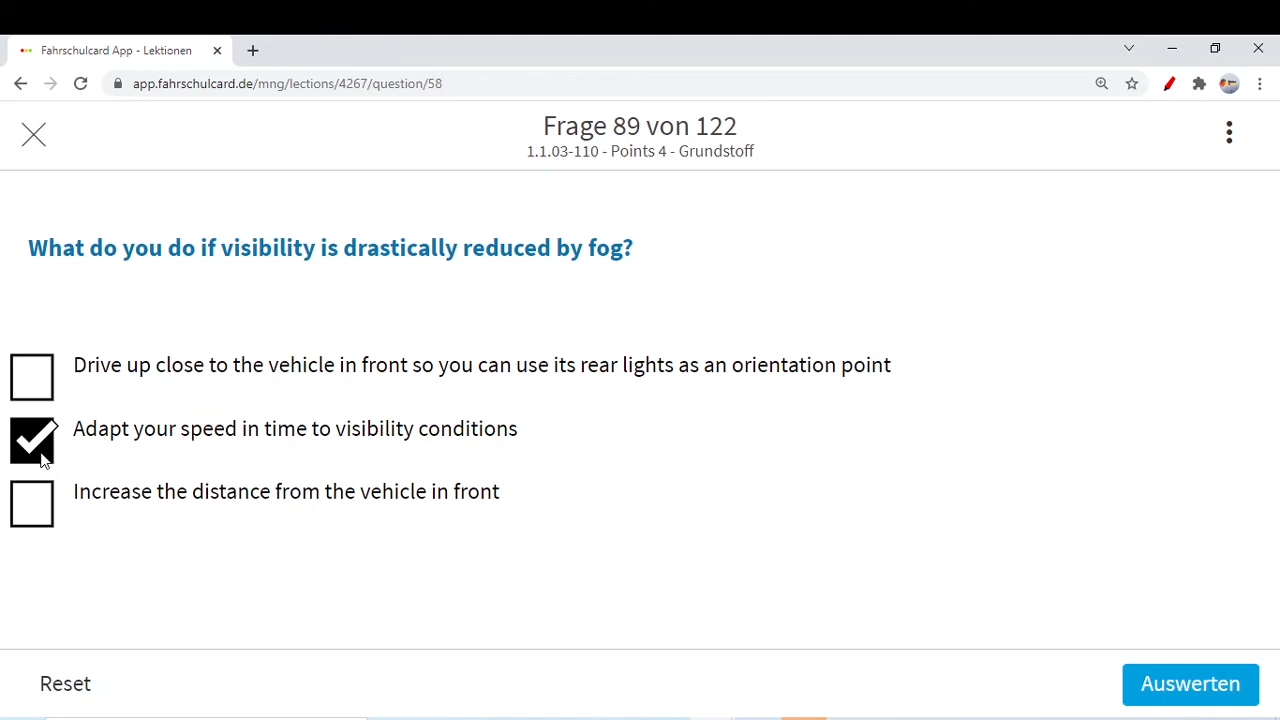 Fahrschulcard App - Lektionen
app.fahrschulcard.de/mng/lections/4267/question/58
Frage 89 von 122
1.1.03-110 - Points 4 - Grundstoff
What do you do if visibility is drastically reduced by fog?
Drive up close to the vehicle in front so you can use its rear lights as an orientation point
Adapt your speed in time to visibility conditions
Increase the distance from the vehicle in front
Reset
Auswerten